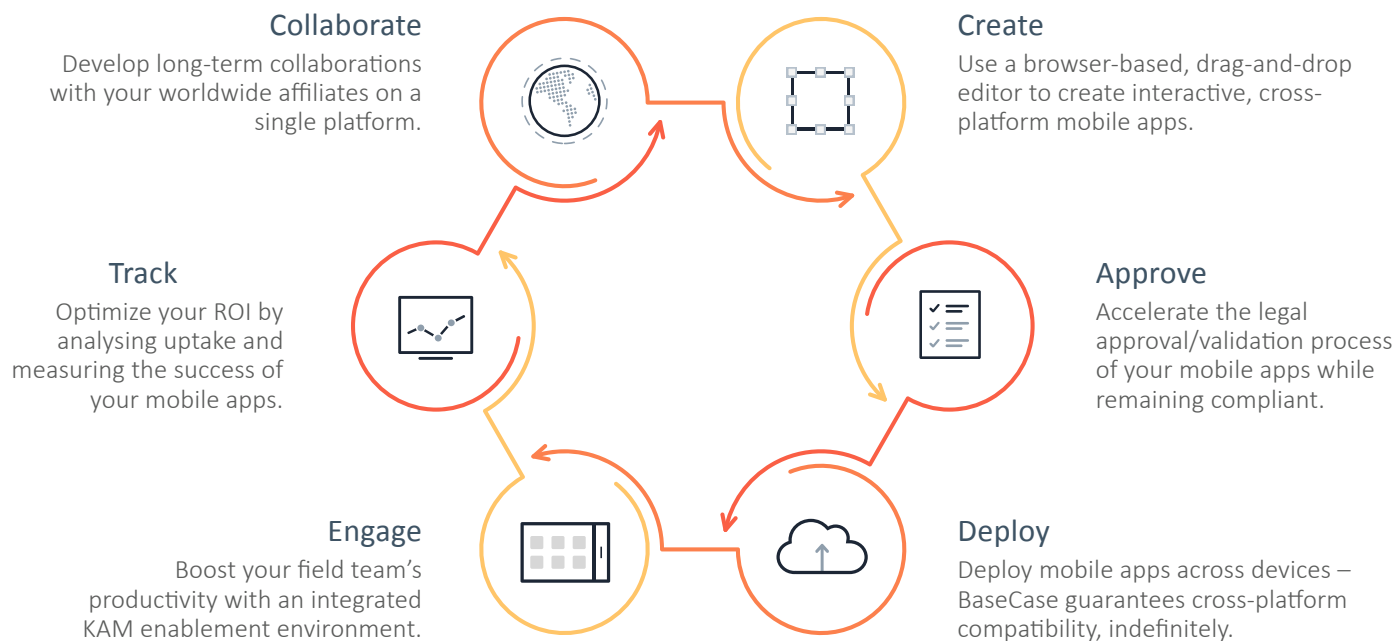 Collaborate
Develop long-term collaborations
with your worldwide affiliates on a
single platform.
Create
Use a browser-based, drag-and-drop
editor to create interactive, cross-
platform mobile apps.
Track
Optimize your ROI by
analysing uptake and
measuring the success of
your mobile apps.
Approve
Accelerate the legal
approval/validation process
of your mobile apps while
remaining compliant.
Engage
Boost your field team’s
productivity with an integrated
KAM enablement environment.
Deploy
Deploy mobile apps across devices –
BaseCase guarantees cross-platform
compatibility, indefinitely.